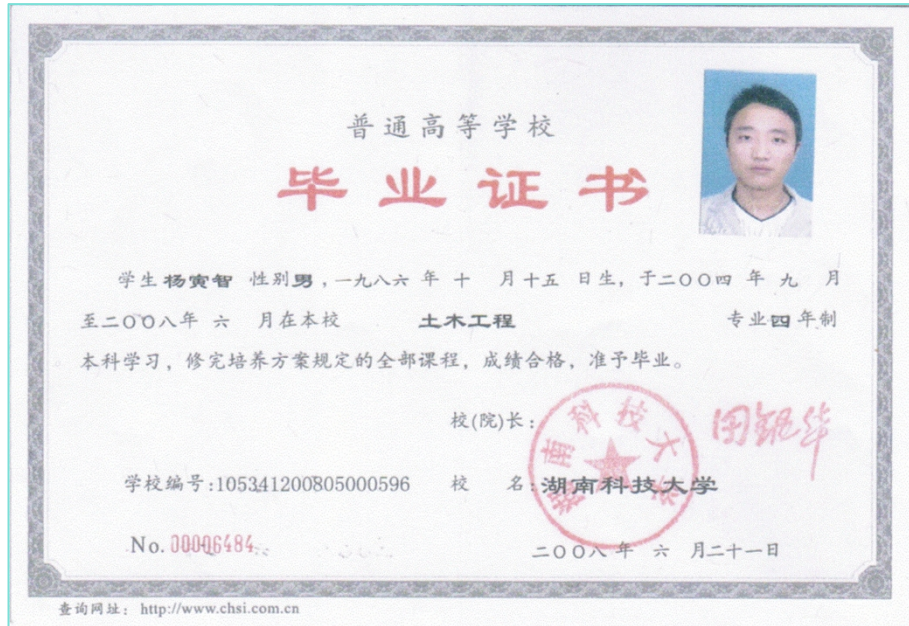 普通高等学校
毕业证书
学生 杨寅智 性别男，一九八六 年 十 月十五 日生，于二〇〇四 年 九 月
至二〇〇八年 六 月在本校 土木工程 专业四年制
本科学习，修完培养方案规定的全部课程，成绩合格，准予毕业。
校(院)长：
湖南科技大学
学校编号:105341200805000596 校 名:湖南科技大学
No. 00006484
二〇〇八 年 六 月二十一日
查询网址：http://www.chsi.com.cn